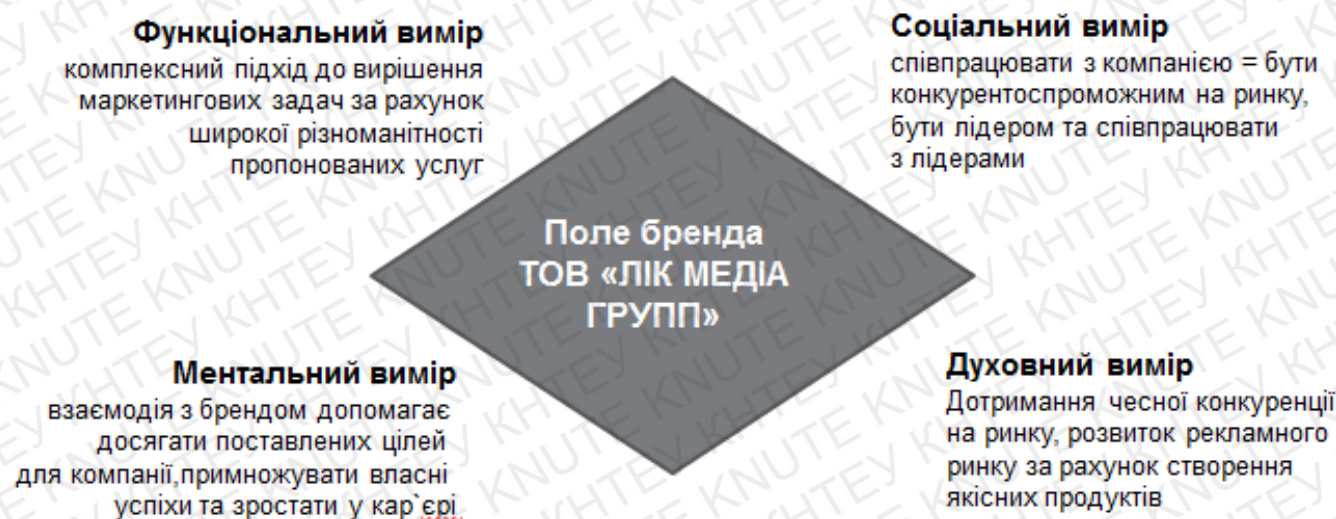 Функціональний вимір
комплексний підхід до вирішення
маркетингових задач за рахунок
широкої різноманітності
пропонованих услуг
Соціальний вимір
співпрацювати з компанією = бути
конкурентоспроможним на ринку,
бути лідером та співпрацювати
з лідерами
Поле бренда
ТОВ «ЛІК МЕДІА
ГРУПП»
Ментальний вимір
взаємодія з брендом допомагає
досягати поставлених цілей
для компанії,примножувати власні
успіхи та зростати у кар`єрі
Духовний вимір
Дотримання чесної конкуренції
на ринку, розвиток рекламного
ринку за рахунок створення
якісних продуктів